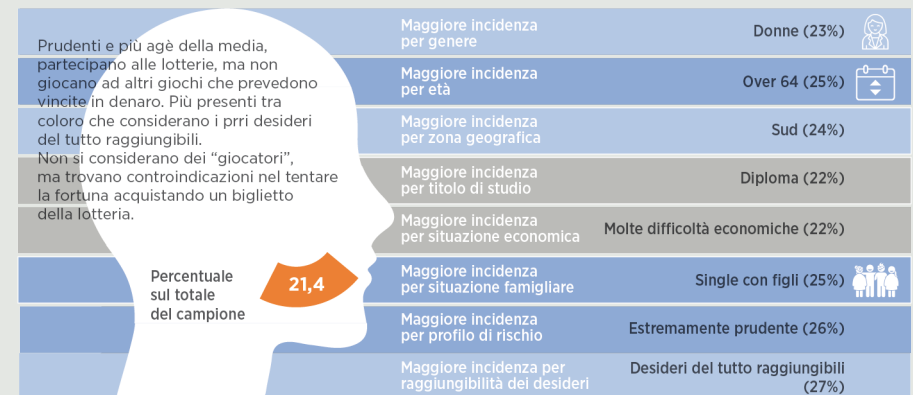 Prudenti e più agè della media,
partecipano alle lotterie, ma non
giocano ad altri giochi che prevedono
vincite in denaro. Più presenti tra
coloro che considerano i prri desideri
del tutto raggiungibili.
Non si considerano dei “giocatori”,
ma trovano controindicazioni nel tentare
la fortuna acquistando un biglietto
della lotteria.
Percentuale
sul totale
del campione
21,4
Maggiore incidenza
per genere
Donne (23%)
Maggiore incidenza
per età
Over 64 (25%)
Maggiore incidenza
per zona geografica
Sud (24%)
Maggiore incidenza
per titolo di studio
Diploma (22%)
Maggiore incidenza
per situazione economica
Molte difficoltà economiche (22%)
Maggiore incidenza
per situazione famigliare
Single con figli (25%)
Maggiore incidenza
per profilo di rischio
Estremamente prudente (26%)
Maggiore incidenza per
raggiungibilità dei desideri
Desideri del tutto raggiungibili
(27%)